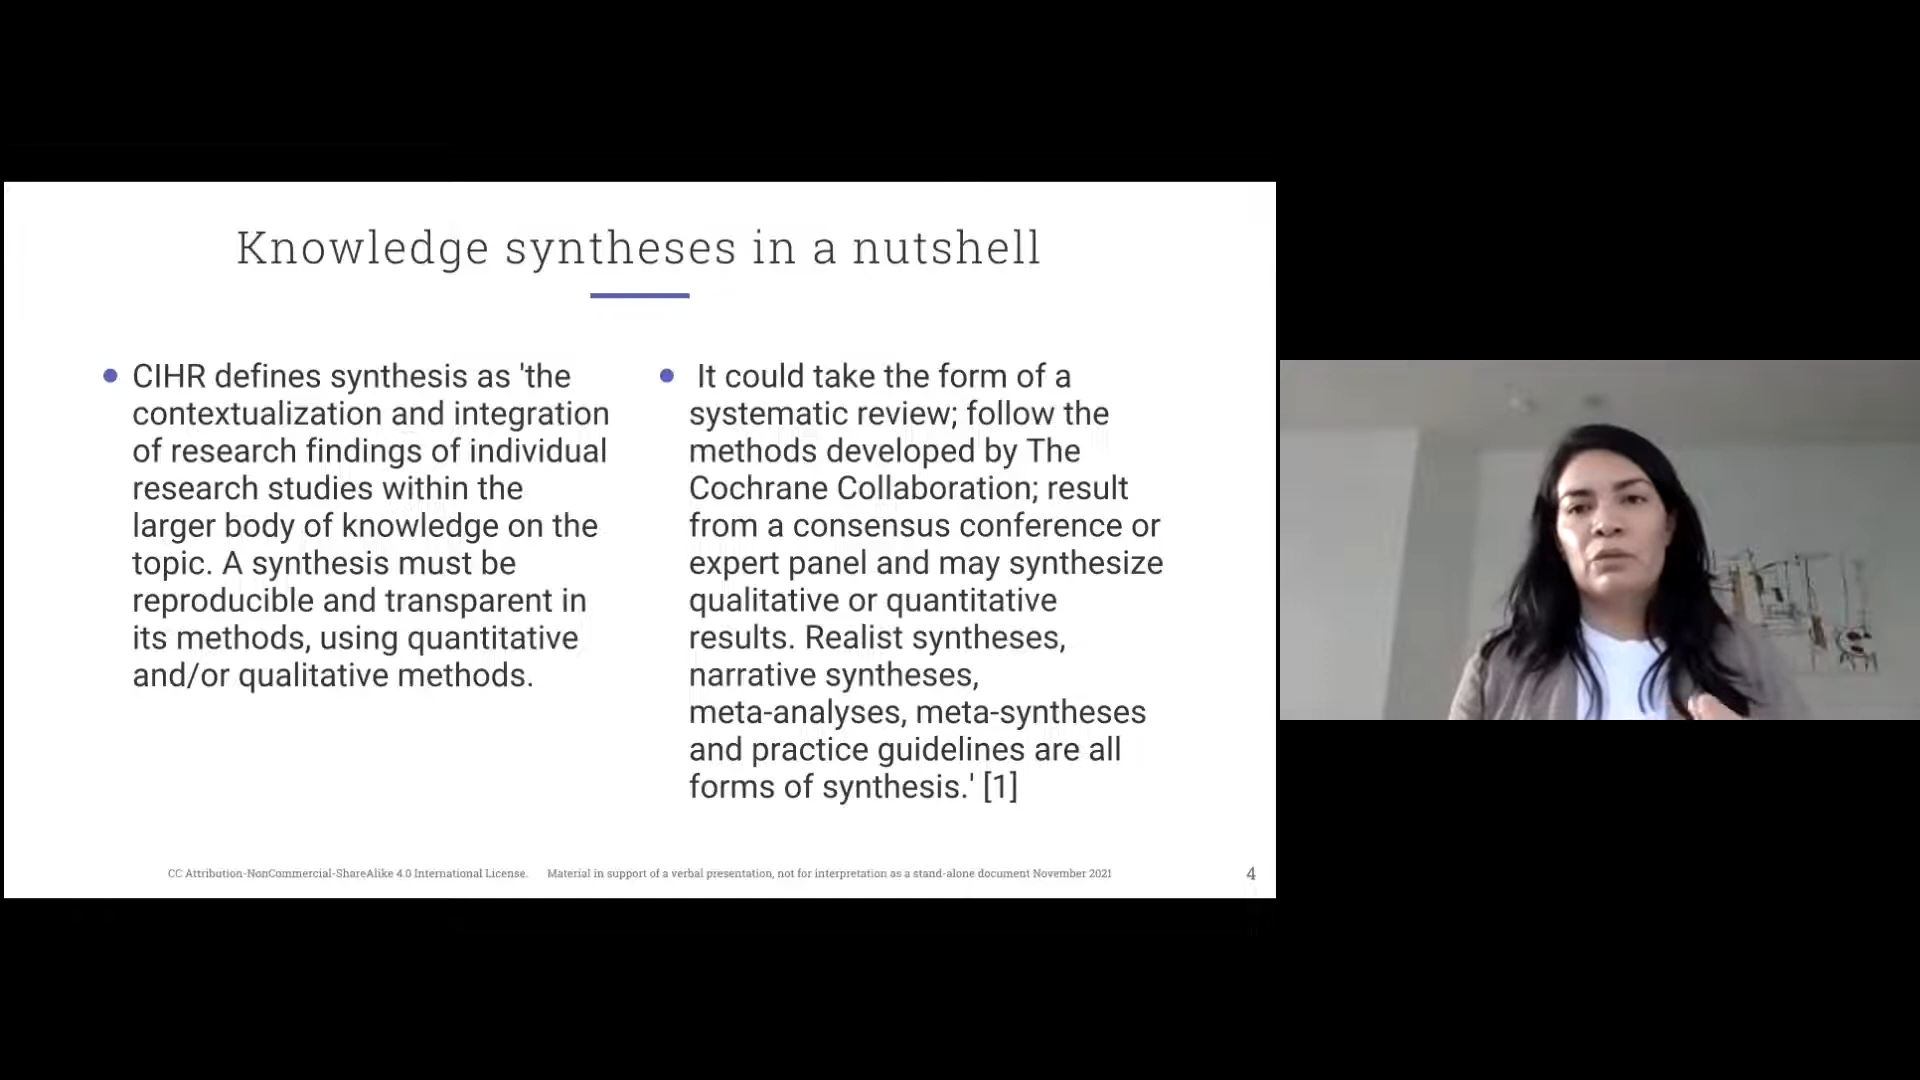 Knowledge syntheses in a nutshell
CIHR defines synthesis as 'the
contextualization and integration
of research findings of individual
research studies within the
larger body of knowledge on the
topic. A synthesis must be
reproducible and transparent in
its methods, using quantitative
and/or qualitative methods.
It could take the form of a
systematic review; follow the
methods developed by The
Cochrane Collaboration; result
from a consensus conference or
expert panel and may synthesize
qualitative or quantitative
results. Realist syntheses,
narrative syntheses,
meta-analyses, meta-syntheses
and practice guidelines are all
forms of synthesis.' [1]
CC Attribution-NonCommercial-ShareAlike 4.0 International License. Material in support of a verbal presentation, not for interpretation as a stand-alone document November 2021
4